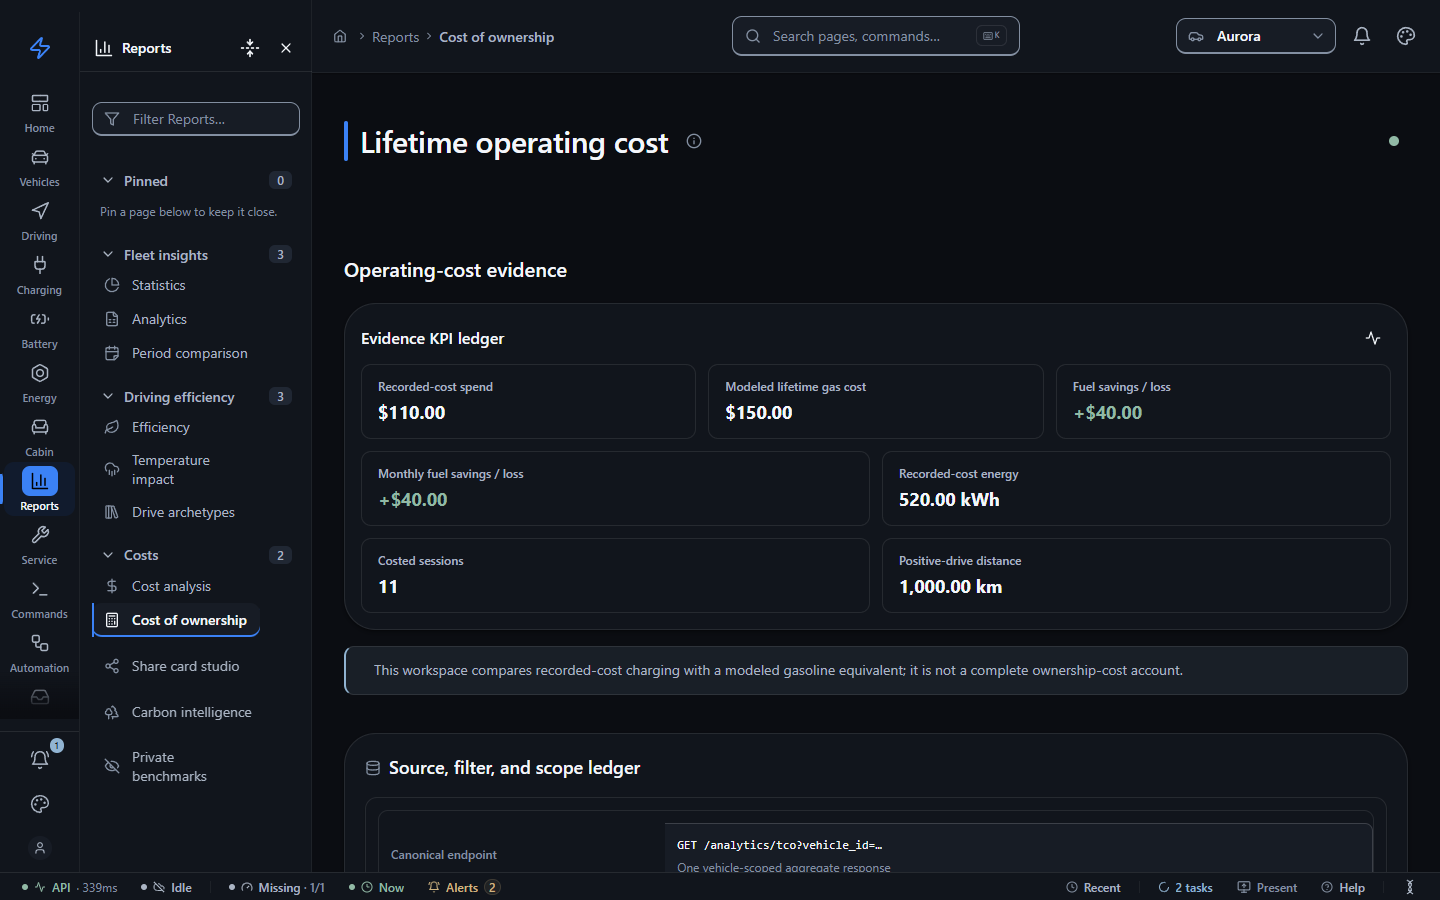 Reports
Reports
Cost of ownership
Search pages, commands...
K
Aurora
Home
Vehicles
Driving
Charging
Battery
Energy
Cabin
Reports
Service
Commands
Automation
1
Filter Reports...
Pinned
0
Pin a page below to keep it close.
Fleet insights
3
Statistics
Analytics
Period comparison
Driving efficiency
3
Efficiency
Temperature
impact
Drive archetypes
Costs
2
Cost analysis
Cost of ownership
Share card studio
Carbon intelligence
Private
benchmarks
Lifetime operating cost
Operating-cost evidence
Evidence KPI ledger
Recorded-cost spend
$110.00
Modeled lifetime gas cost
$150.00
Fuel savings / loss
+$40.00
Monthly fuel savings / loss
+$40.00
Recorded-cost energy
520.00 kWh
Costed sessions
11
Positive-drive distance
1,000.00 km
This workspace compares recorded-cost charging with a modeled gasoline equivalent; it is not a complete ownership-cost account.
Source, filter, and scope ledger
Canonical endpoint
GET /analytics/tco?vehicle_id=…
One vehicle-scoped aggregate response
API · 339ms
Idle
Missing · 1/1
Now
Alerts 2
Recent
2 tasks
Present
Help